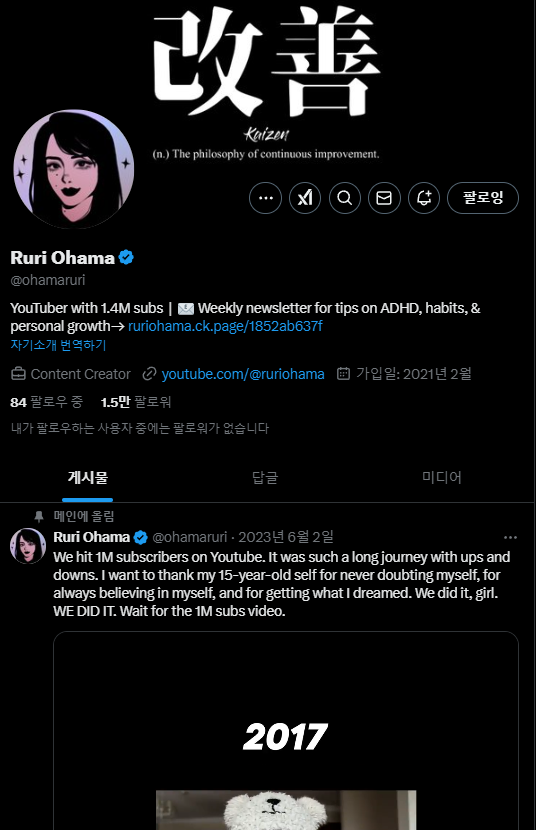 改善
Kaizen
(n.) The philosophy of continuous improvement.
팔로잉
Ruri Ohama
@ohamaruri
YouTuber with 1.4M subs | 📧 Weekly newsletter for tips on ADHD, habits, &
personal growth→ ruriohama.ck.page/1852ab637f
자기소개 번역하기
Content Creator youtube.com/@ruriohama 가입일: 2021년 2월
84 팔로우 중 1.5만 팔로워
내가 팔로우하는 사용자 중에는 팔로워가 없습니다
게시물 답글 미디어
메인에 올림
Ruri Ohama @ohamaruri · 2023년 6월 2일
We hit 1M subscribers on Youtube. It was such a long journey with ups and
downs. I want to thank my 15-year-old self for never doubting myself, for
always believing in myself, and for getting what I dreamed. We did it, girl.
WE DID IT. Wait for the 1M subs video.
2017